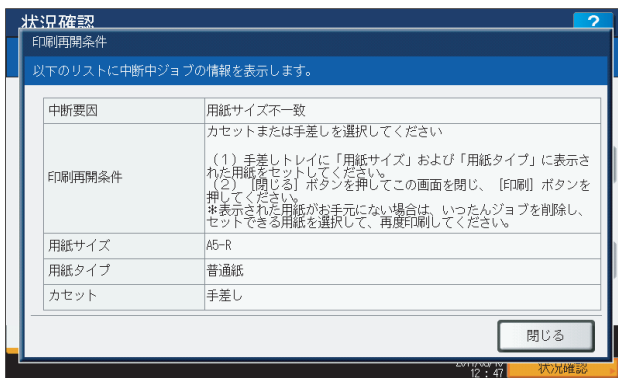 状況確認
?
印刷再開条件
以下のリストに中断中ジョブの情報を表示します。
中断要因
用紙サイズ不一致
印刷再開条件
カセットまたは手差しを選択してください
（1）手差しトレイに「用紙サイズ」および「用紙タイプ」に表示さ
れた用紙をセットしてください。
（2）［閉じる］ボタンを押してこの画面を閉じ、［印刷］ボタンを
押してください。
*表示された用紙がお手元にない場合は、いったんジョブを削除し、
セットできる用紙を選択して、再度印刷してください。
用紙サイズ
A5-R
用紙タイプ
普通紙
カセット
手差し
閉じる
12：47
状況確認